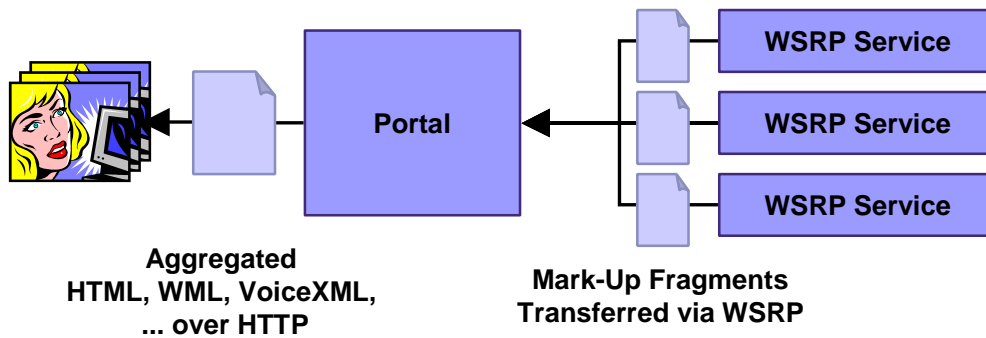 WSRP Service
Portal
WSRP Service
WSRP Service
Aggregated
HTML, WML, VoiceXML,
... over HTTP
Mark-Up Fragments
Transferred via WSRP